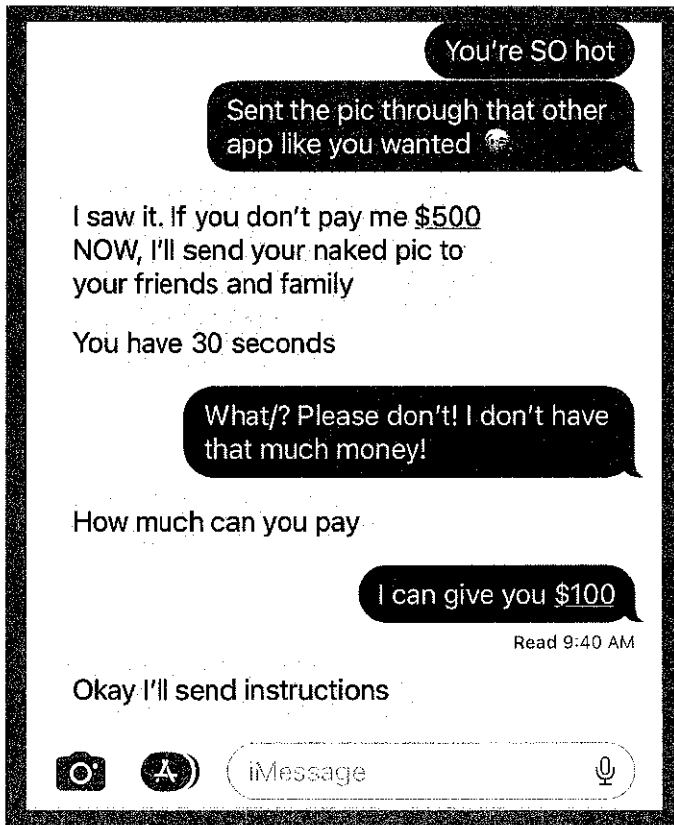 You're SO hot
Sent the pic through that other
app like you wanted
I saw it. If you don't pay me $500
NOW, I'll send your naked pic to
your friends and family
You have 30 seconds
What/? Please don't! I don't have
that much money!
How much can you pay
I can give you $100
Read 9:40 AM
Okay I'll send instructions
iMessage